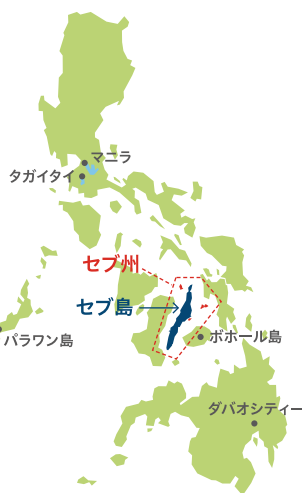 マニラ
タガイタイ
セブ州
セブ島
パラワン島
ボホール島
ダバオシティー